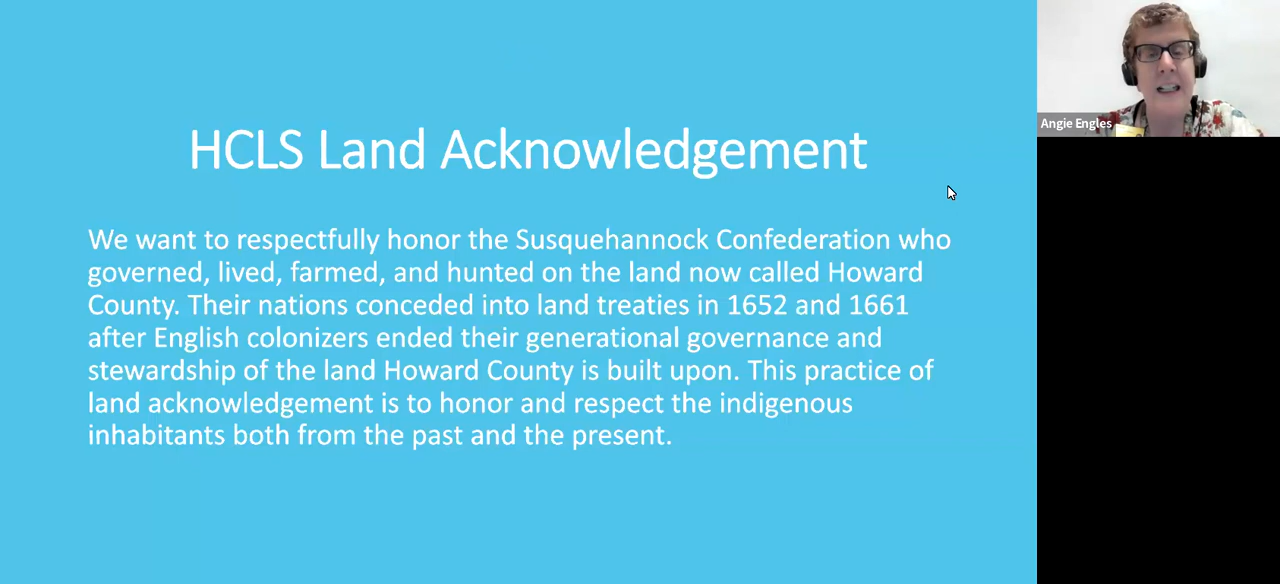 HCLS Land Acknowledgement
We want to respectfully honor the Susquehannock Confederation who
governed, lived, farmed, and hunted on the land now called Howard
County. Their nations conceded into land treaties in 1652 and 1661
after English colonizers ended their generational governance and
stewardship of the land Howard County is built upon. This practice of
land acknowledgement is to honor and respect the indigenous
inhabitants both from the past and the present.
Angie Engles